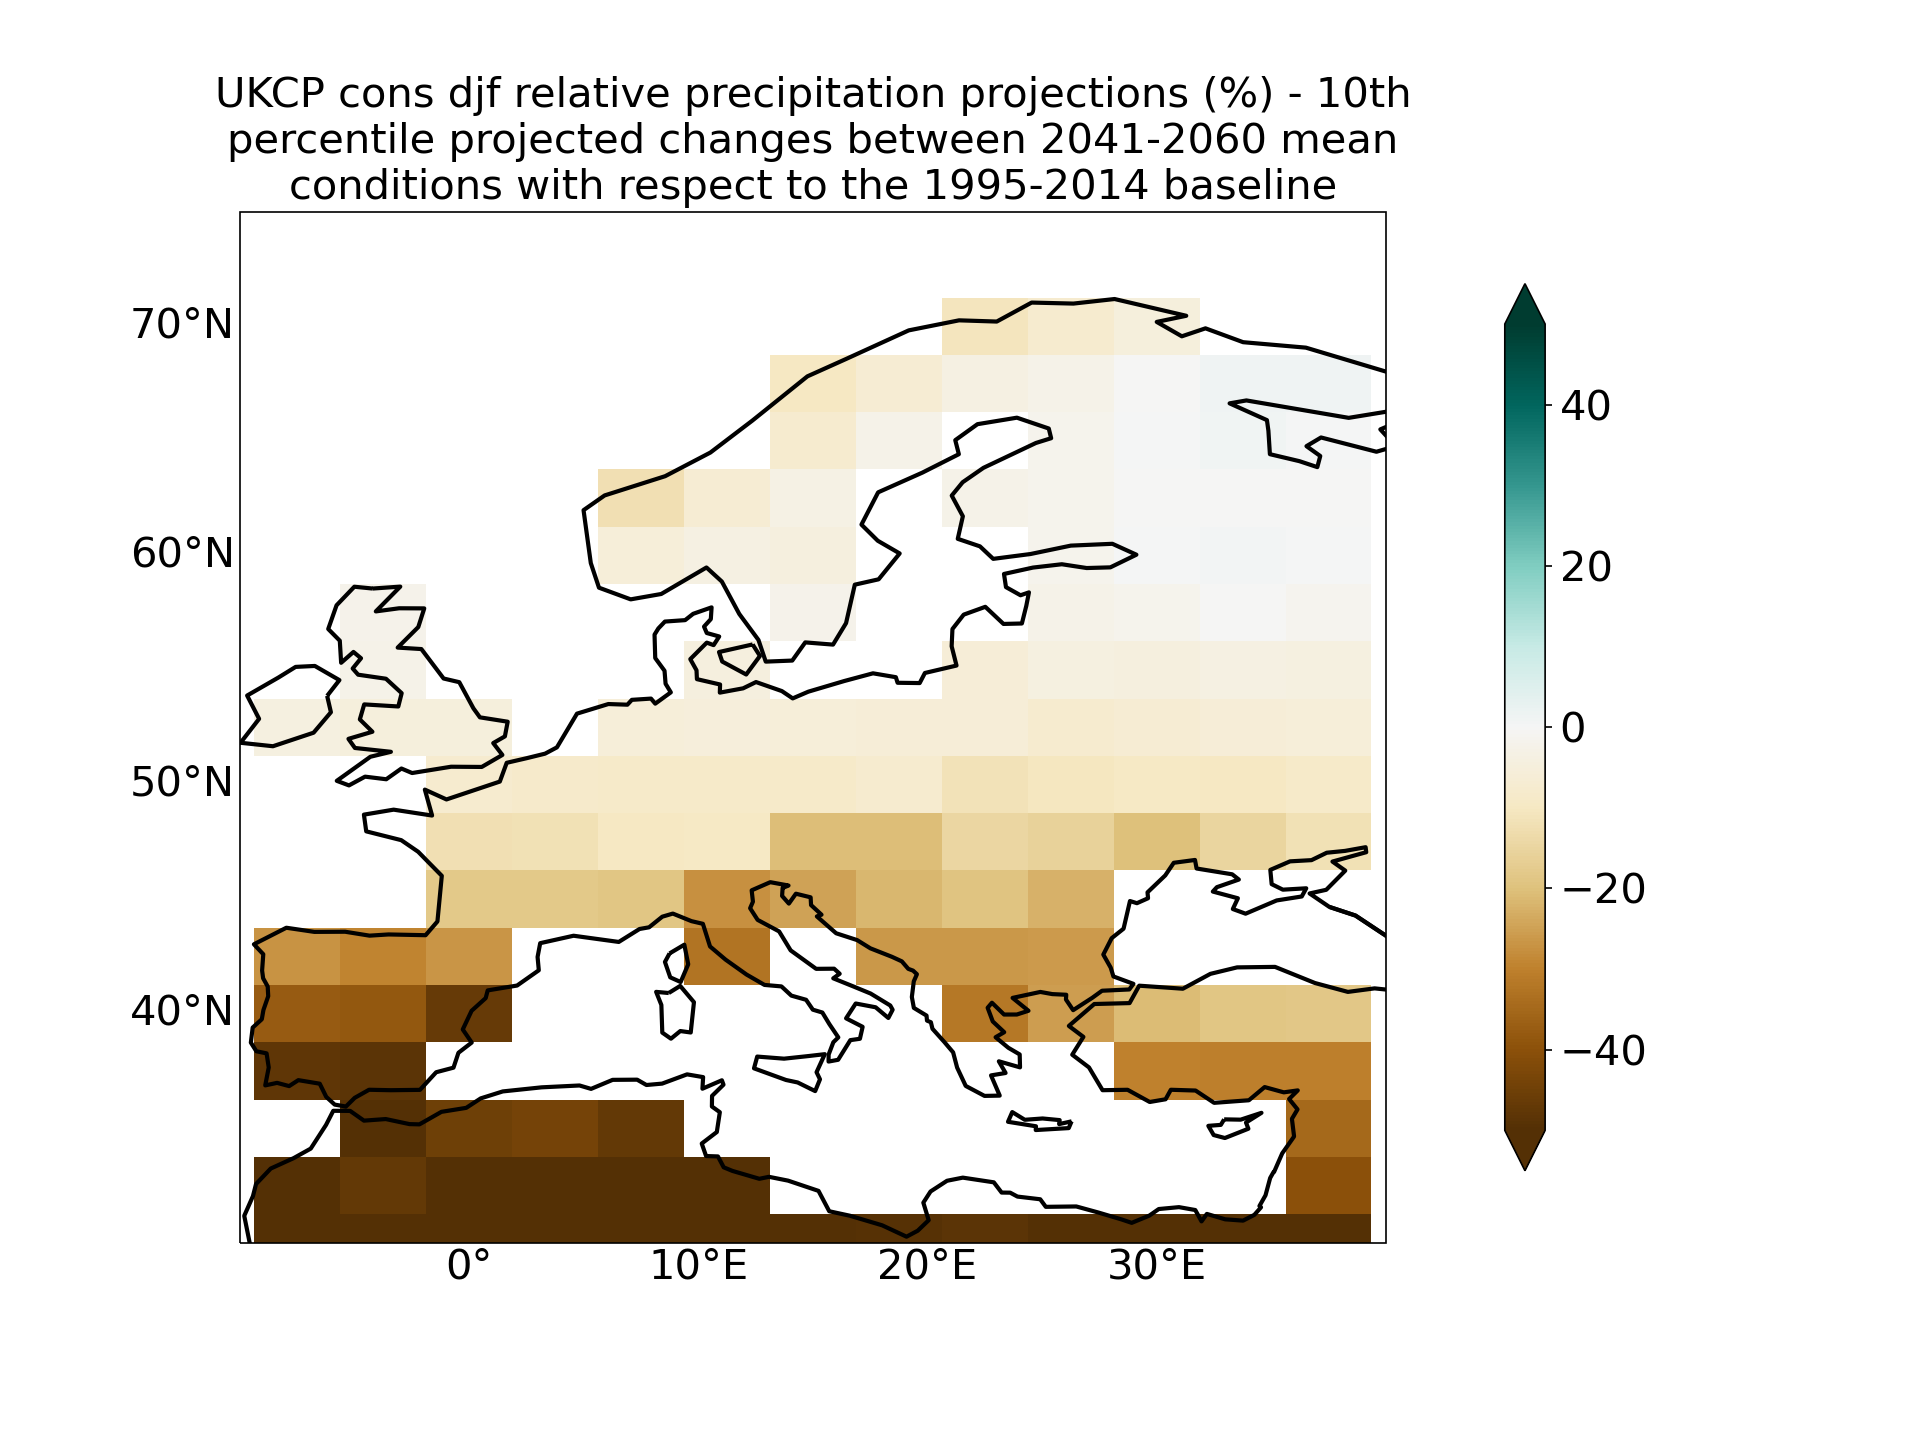 UKCP cons djf relative precipitation projections (%) - 10th
percentile projected changes between 2041-2060 mean
conditions with respect to the 1995-2014 baseline
70°N
60°N
50°N
40°N
0°
10°E
20°E
30°E
40
20
0
−20
−40